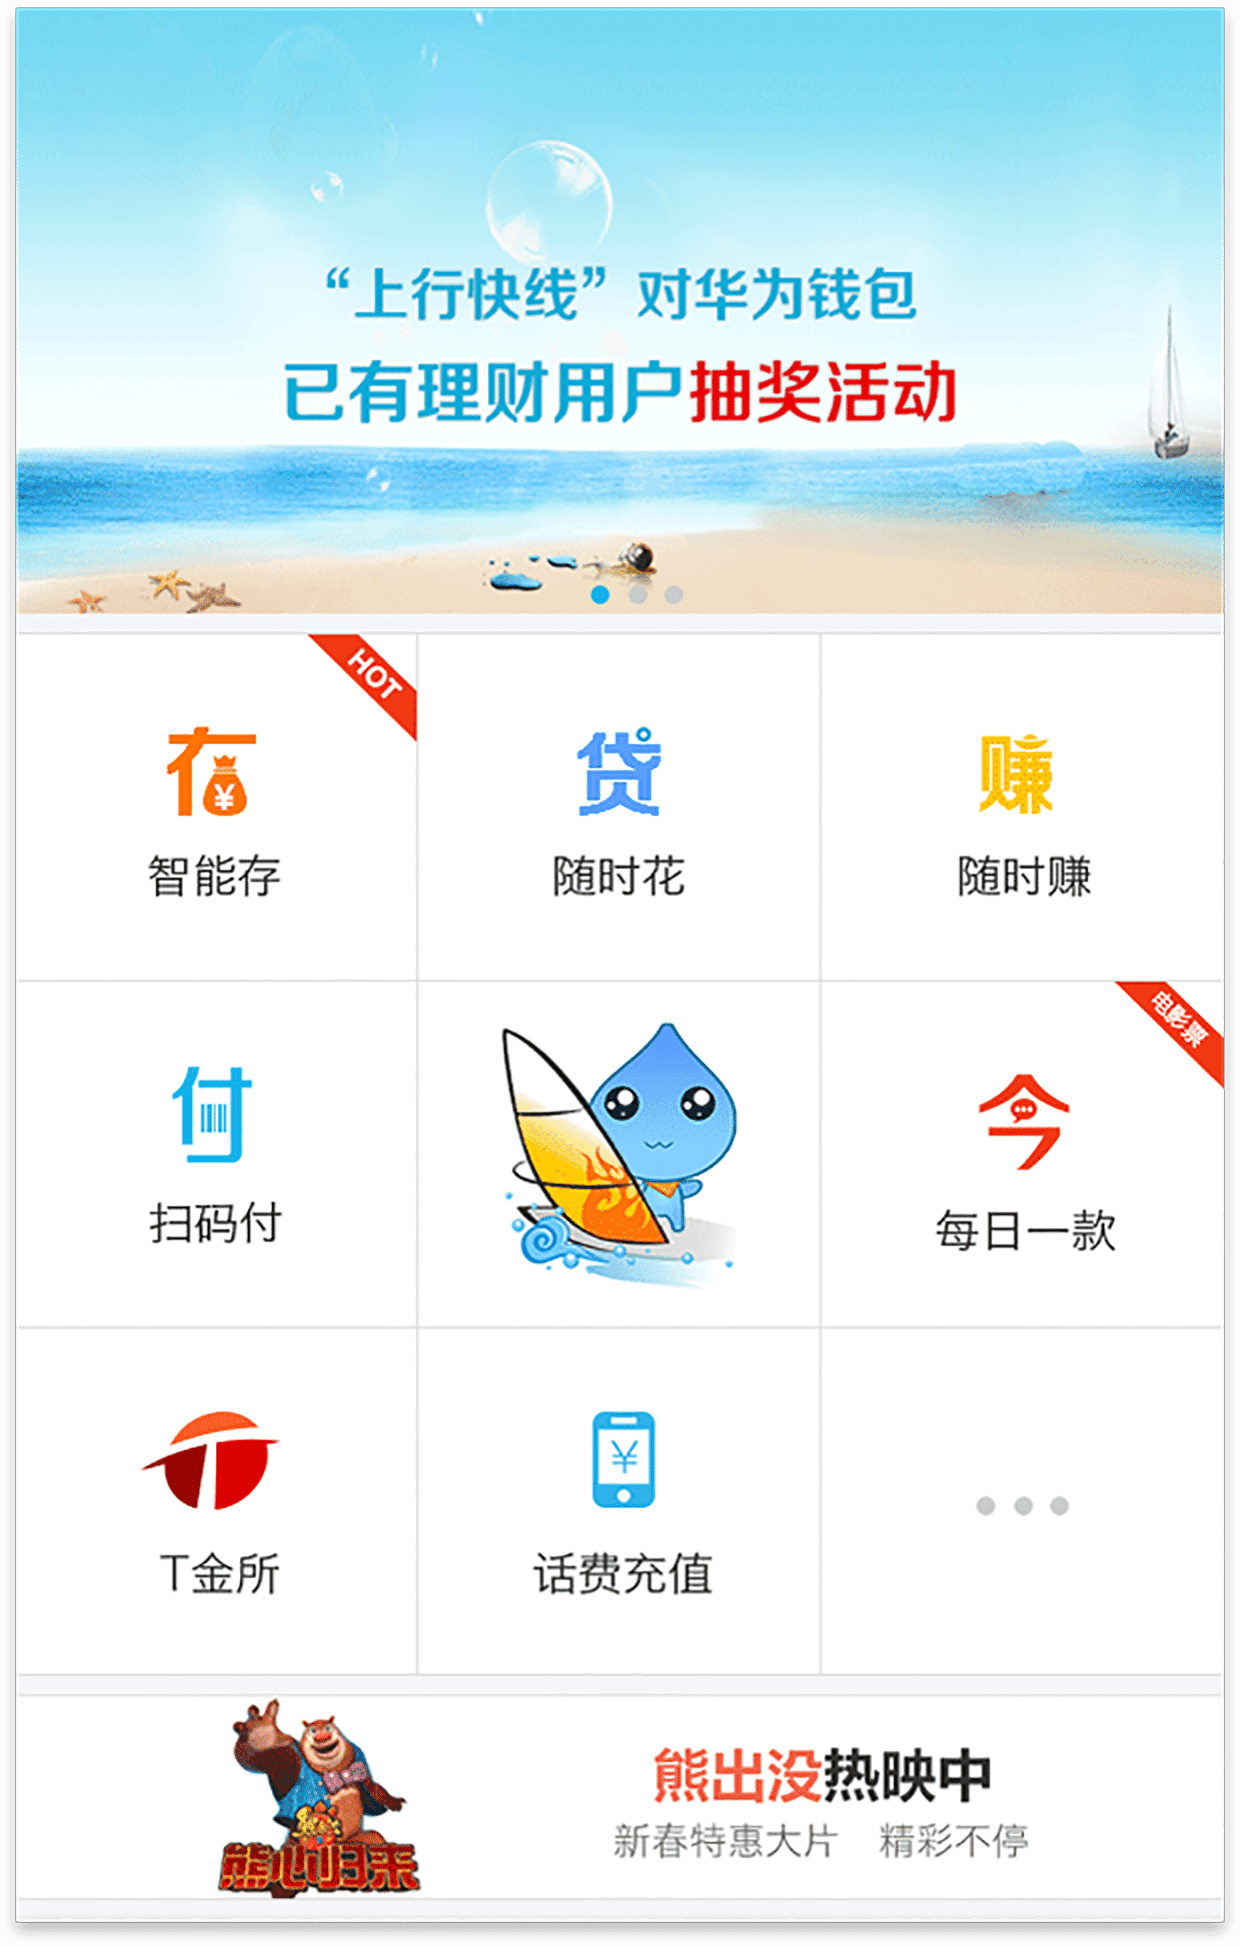 “上行快线”对华为钱包
已有理财用户抽奖活动
HOT
存
贷
赚
智能存
随时花
随时赚
电影票
付
今
扫码付
每日一款
¥
T金所
话费充值
熊出没热映中
新春特惠大片 精彩不停
熊心归来